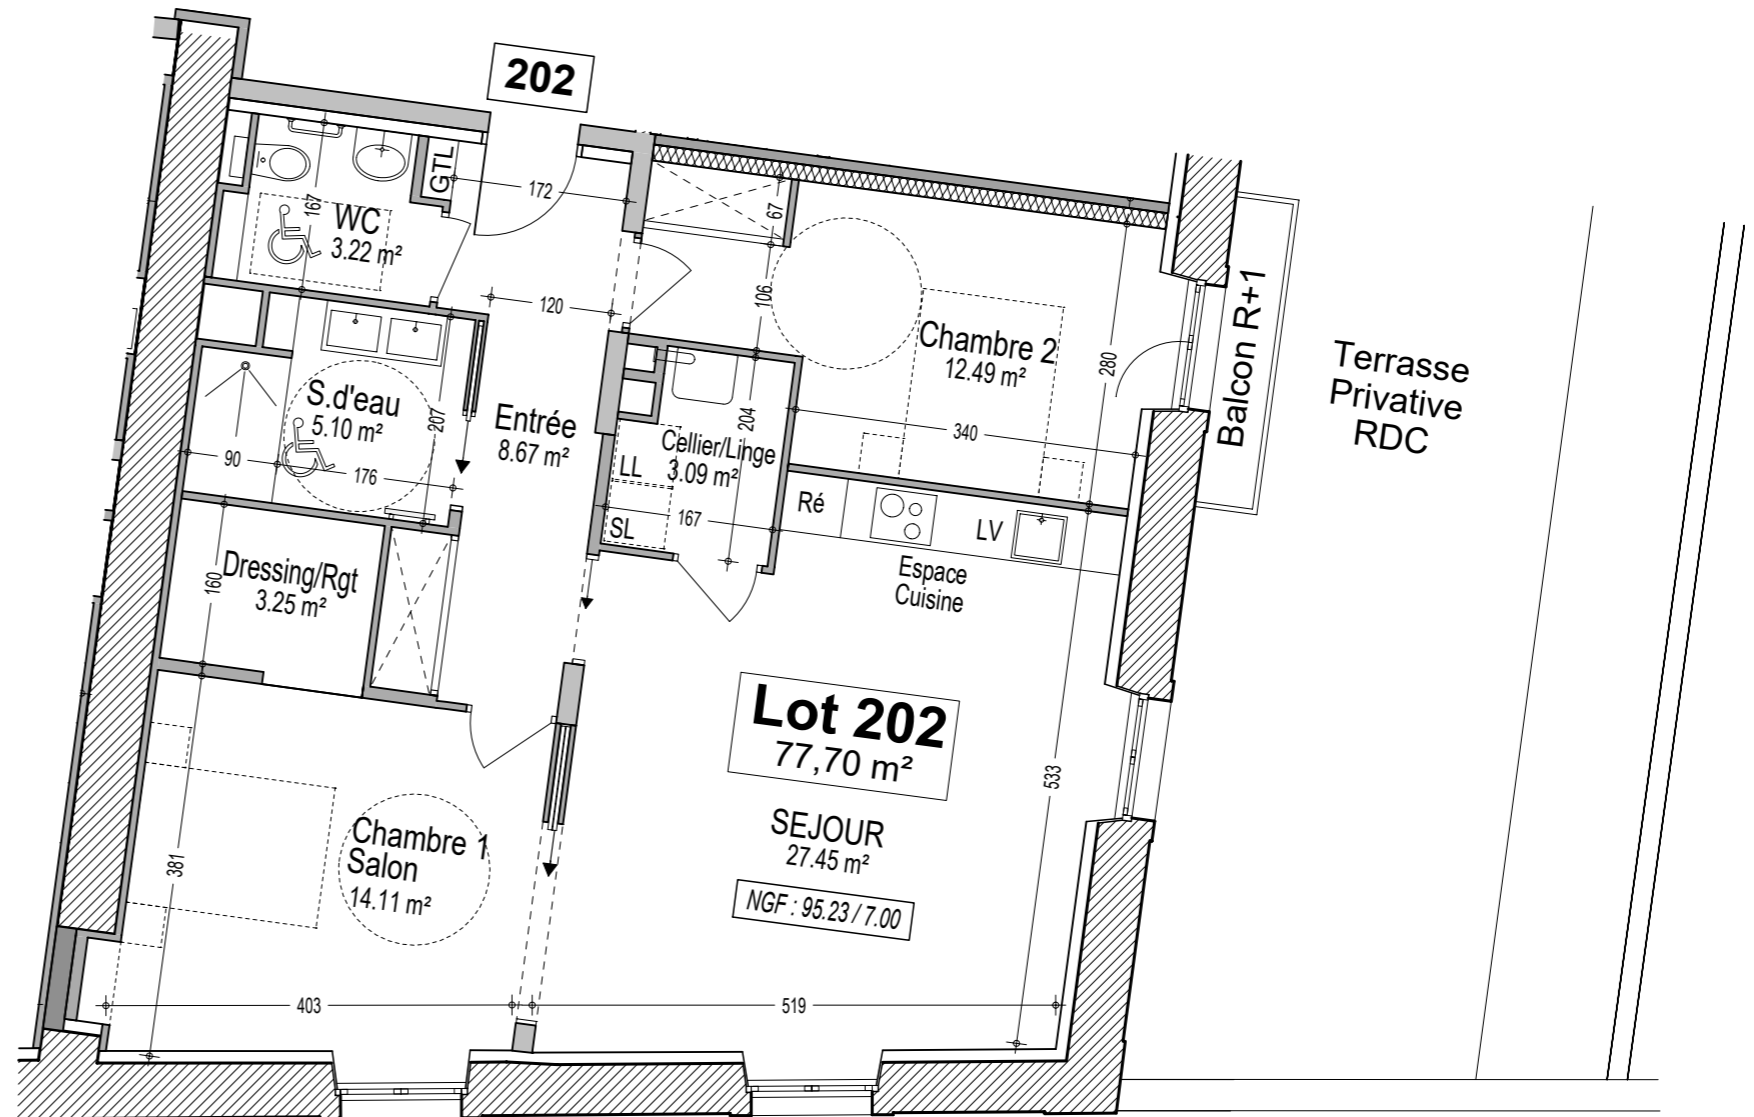 202
GTL
172
167
WC
3.22 m²
67
120
106
Chambre 2
12.49 m²
280
Balcon R+1
Terrasse
Privative
RDC
S.d'eau
5.10 m²
207
90
176
Entrée
8.67 m²
204
Cellier/Linge
3.09 m²
LL
SL
167
340
Ré
LV
Espace
Cuisine
Dressing/Rgt
3.25 m²
160
Lot 202
77,70 m²
533
SEJOUR
27.45 m²
NGF : 95.23 / 7.00
Chambre 1
Salon
14.11 m²
381
403
519